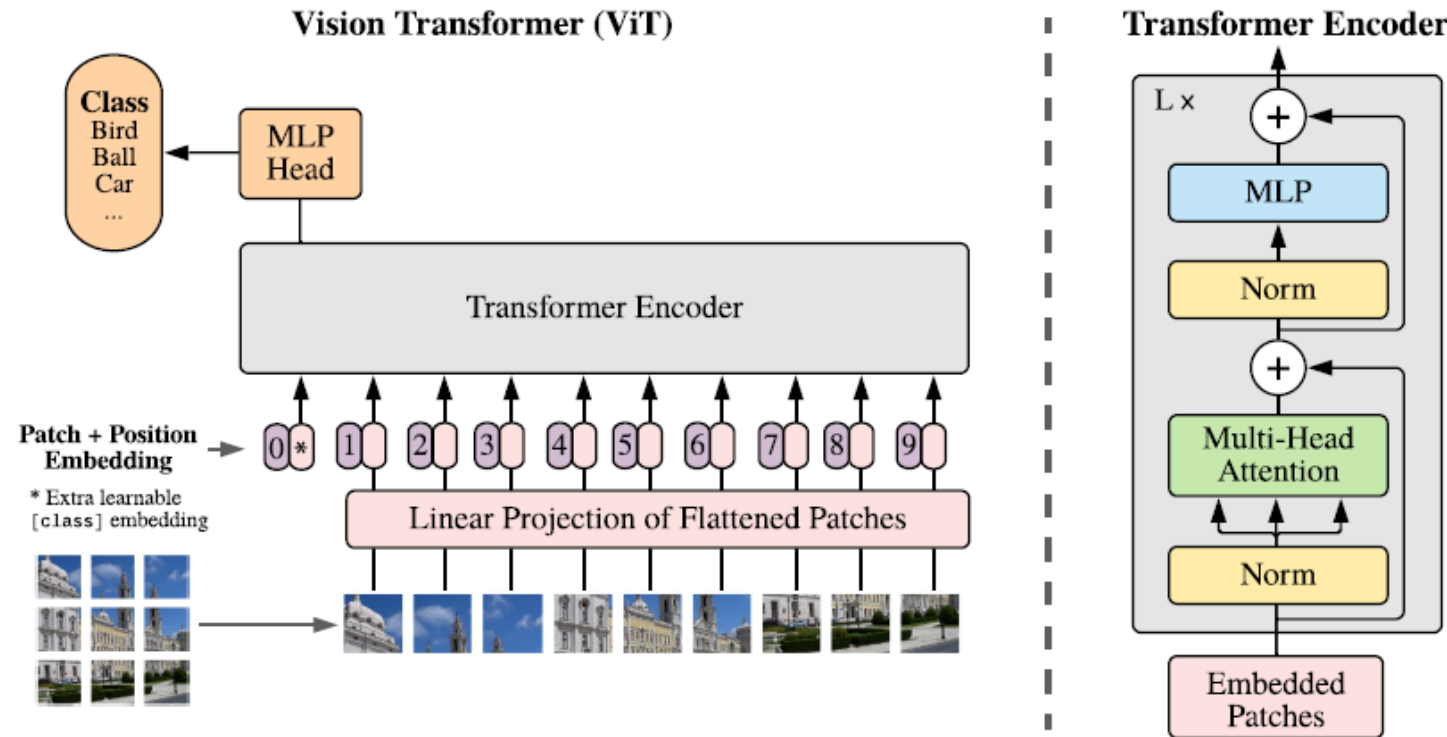 Vision Transformer (ViT)
Class
Bird
Ball
Car
...
MLP
Head
Transformer Encoder
0 * 1 2 3 4 5 6 7 8 9
Patch + Position
Embedding
* Extra learnable
[class] embedding
Linear Projection of Flattened Patches
Transformer Encoder
L ×
+
MLP
Norm
+
Multi-Head
Attention
Norm
Embedded
Patches